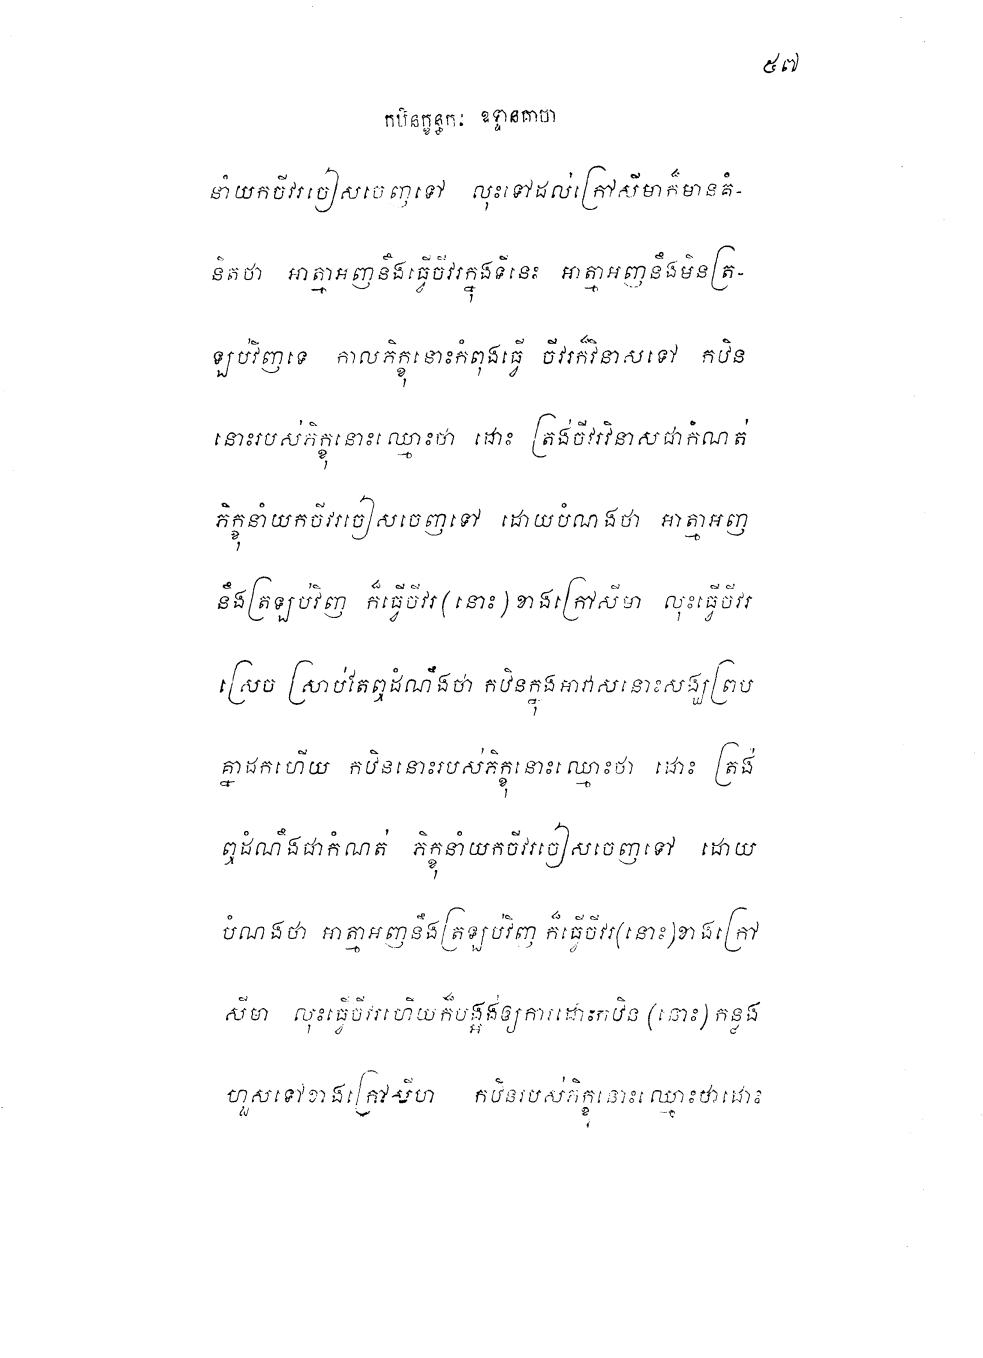 ៥៧
កឋិនក្ខន្ធកៈ ឧទ្ទានគាថា
នាំយកចីវរចៀសចេញទៅ លុះទៅដល់ក្រៅសីមាក៏មានគំ-
និតថា អាត្មាអញនឹងធ្វើចីវរក្នុងទីនេះ អាត្មាអញនឹងមិនត្រ-
ឡប់វិញទេ កាលភិក្ខុនោះកំពុងធ្វើ ចីវរក៏វិនាសទៅ កឋិន
នោះរបស់ភិក្ខុនោះឈ្មោះថា ដោះ ត្រង់ចីវរវិនាសជាកំណត់
ភិក្ខុនាំយកចីវរចៀសចេញទៅ ដោយបំណងថា អាត្មាអញ
នឹងត្រឡប់វិញ ក៏ធ្វើចីវរ(នោះ)ខាងក្រៅសីមា លុះធ្វើចីវរ
ស្រេច ស្រាប់តែឮដំណឹងថា កឋិនក្នុងអាវាសនោះសង្ឃព្រប
គ្នាដកហើយ កឋិននោះរបស់ភិក្ខុនោះឈ្មោះថា ដោះ ត្រង់
ឮដំណឹងជាកំណត់ ភិក្ខុនាំយកចីវរចៀសចេញទៅ ដោយ
បំណងថា អាត្មាអញនឹងត្រឡប់វិញ ក៏ធ្វើចីវរ(នោះ)ខាងក្រៅ
សីមា លុះធ្វើចីវរហើយក៏បង្អង់ឲ្យការដោះកឋិន (នោះ) កន្លង
ហួសទៅខាងក្រៅសីមា កឋិនរបស់ភិក្ខុនោះឈ្មោះថាដោះ